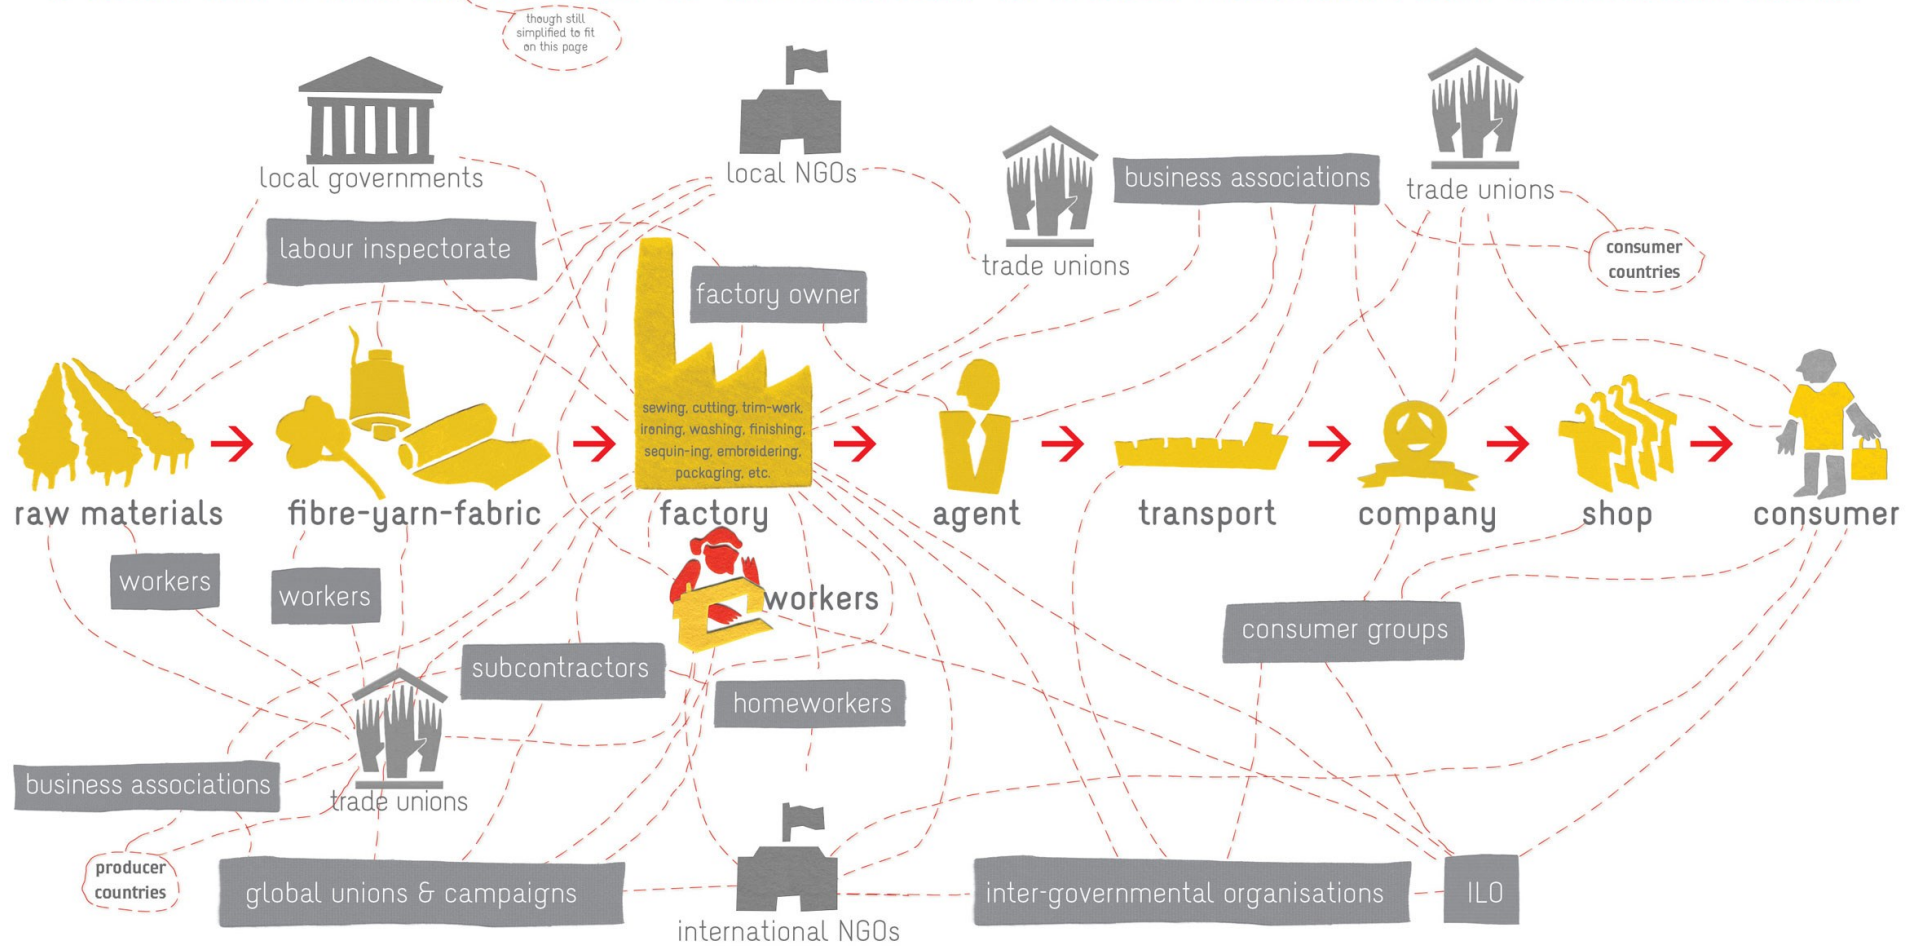 though still
simplified to fit
on this page
local governments
local NGOs
business associations
trade unions
labour inspectorate
trade unions
consumer
countries
factory owner
sewing, cutting, trim-work,
ironing, washing, finishing,
sequin-ing, embroidering,
packaging, etc.
raw materials
fibre-yarn-fabric
factory
agent
transport
company
shop
consumer
workers
workers
workers
consumer groups
subcontractors
homeworkers
business associations
trade unions
producer
countries
global unions & campaigns
international NGOs
inter-governmental organisations
ILO